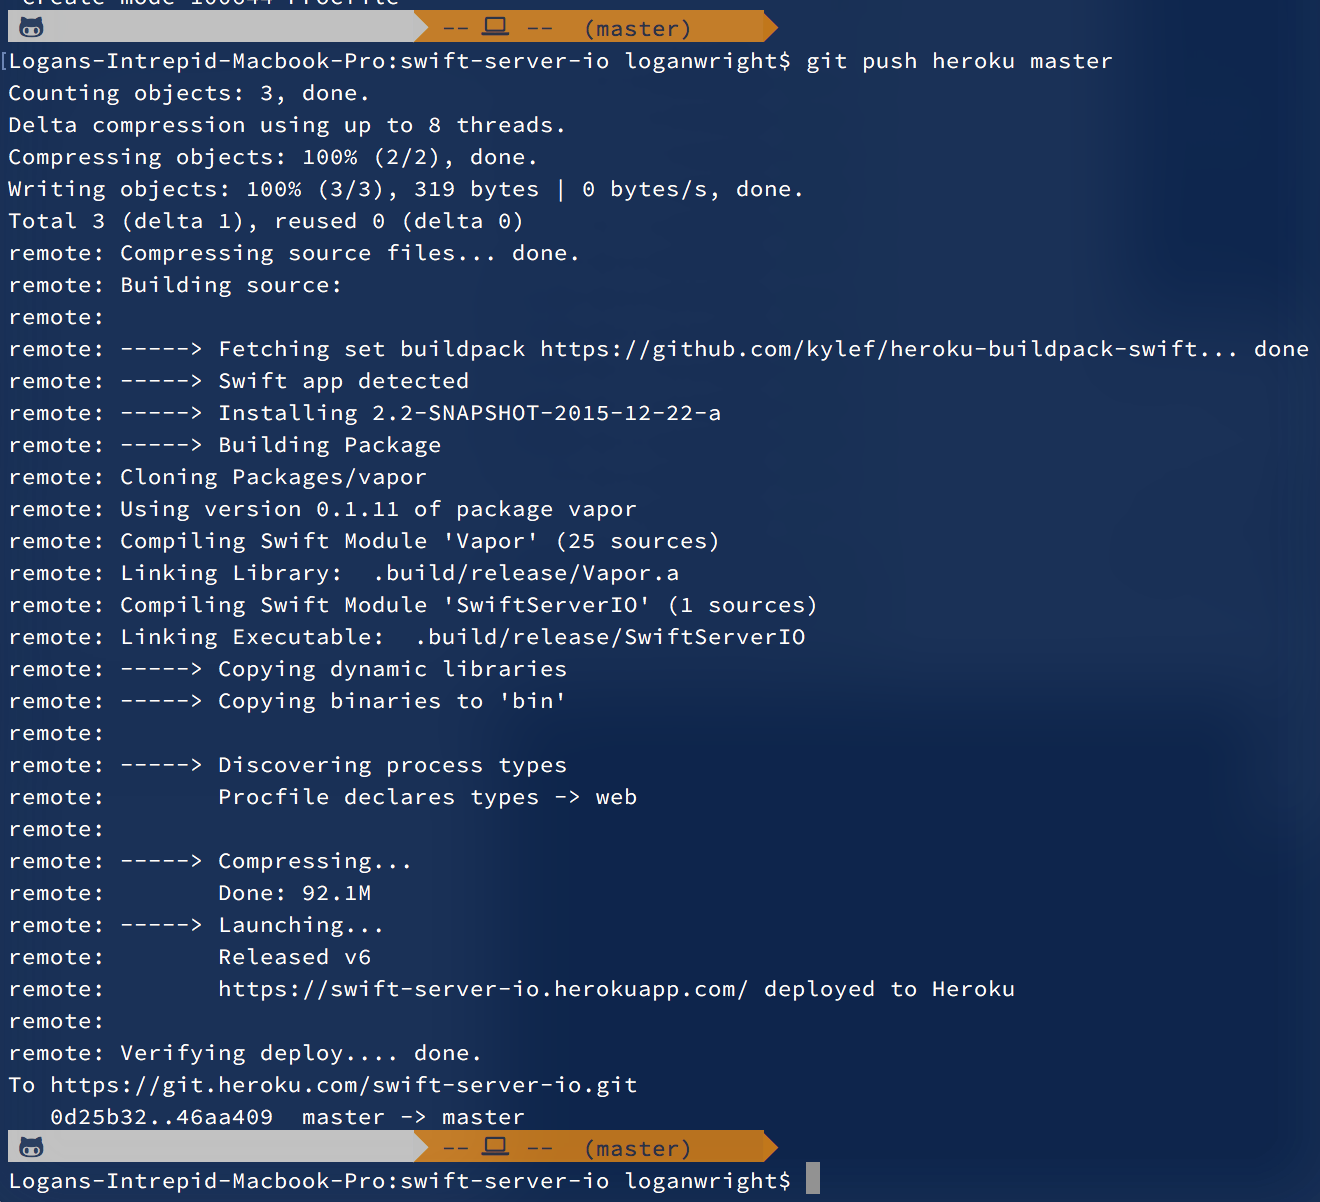 create mode 100644 Procfile
-- -- (master)
[Logans-Intrepid-Macbook-Pro:swift-server-io loganwright$ git push heroku master
Counting objects: 3, done.
Delta compression using up to 8 threads.
Compressing objects: 100% (2/2), done.
Writing objects: 100% (3/3), 319 bytes | 0 bytes/s, done.
Total 3 (delta 1), reused 0 (delta 0)
remote: Compressing source files... done.
remote: Building source:
remote:
remote: -----> Fetching set buildpack https://github.com/kylef/heroku-buildpack-swift... done
remote: -----> Swift app detected
remote: -----> Installing 2.2-SNAPSHOT-2015-12-22-a
remote: -----> Building Package
remote: Cloning Packages/vapor
remote: Using version 0.1.11 of package vapor
remote: Compiling Swift Module 'Vapor' (25 sources)
remote: Linking Library:  .build/release/Vapor.a
remote: Compiling Swift Module 'SwiftServerIO' (1 sources)
remote: Linking Executable:  .build/release/SwiftServerIO
remote: -----> Copying dynamic libraries
remote: -----> Copying binaries to 'bin'
remote:
remote: -----> Discovering process types
remote:        Procfile declares types -> web
remote:
remote: -----> Compressing...
remote:        Done: 92.1M
remote: -----> Launching...
remote:        Released v6
remote:        https://swift-server-io.herokuapp.com/ deployed to Heroku
remote:
remote: Verifying deploy.... done.
To https://git.heroku.com/swift-server-io.git
   0d25b32..46aa409  master -> master
-- -- (master)
Logans-Intrepid-Macbook-Pro:swift-server-io loganwright$